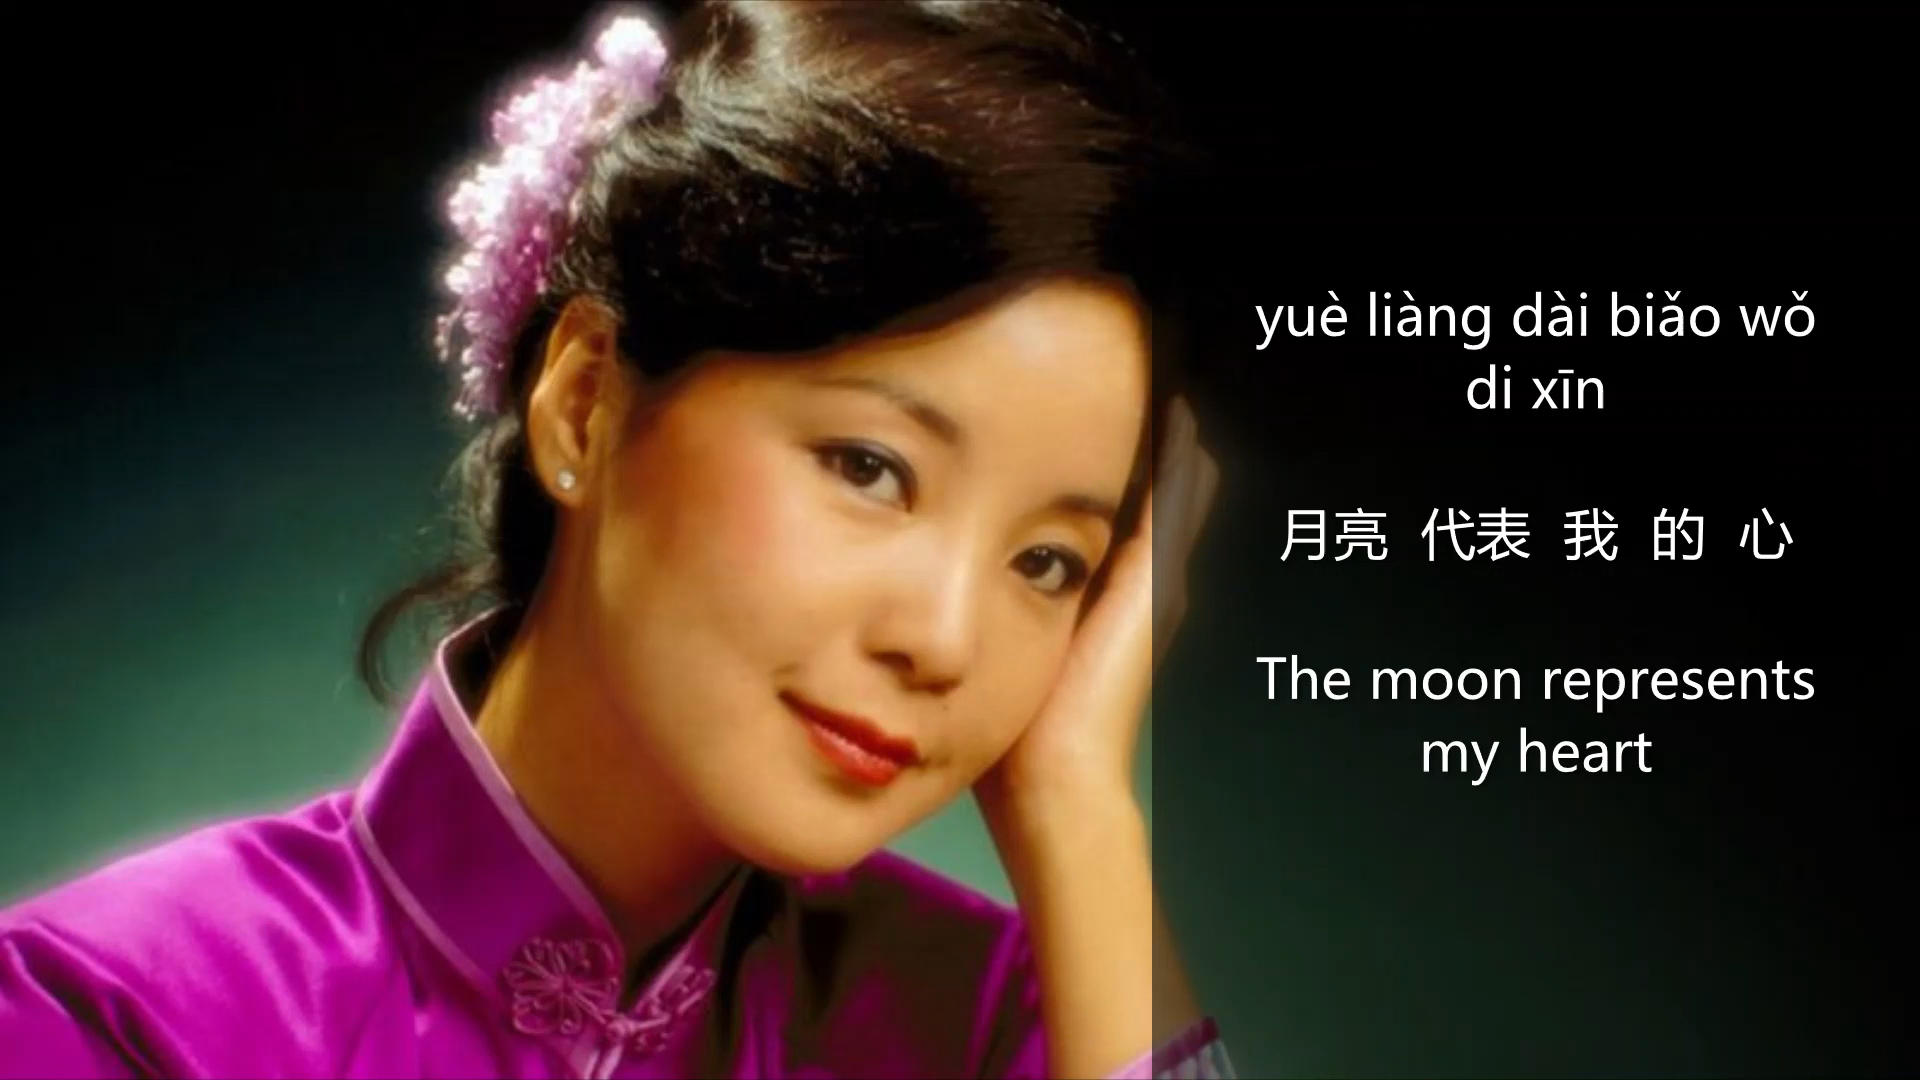 yuè liàng dài biǎo wǒ
di xīn
月亮 代表 我 的 心
The moon represents
my heart